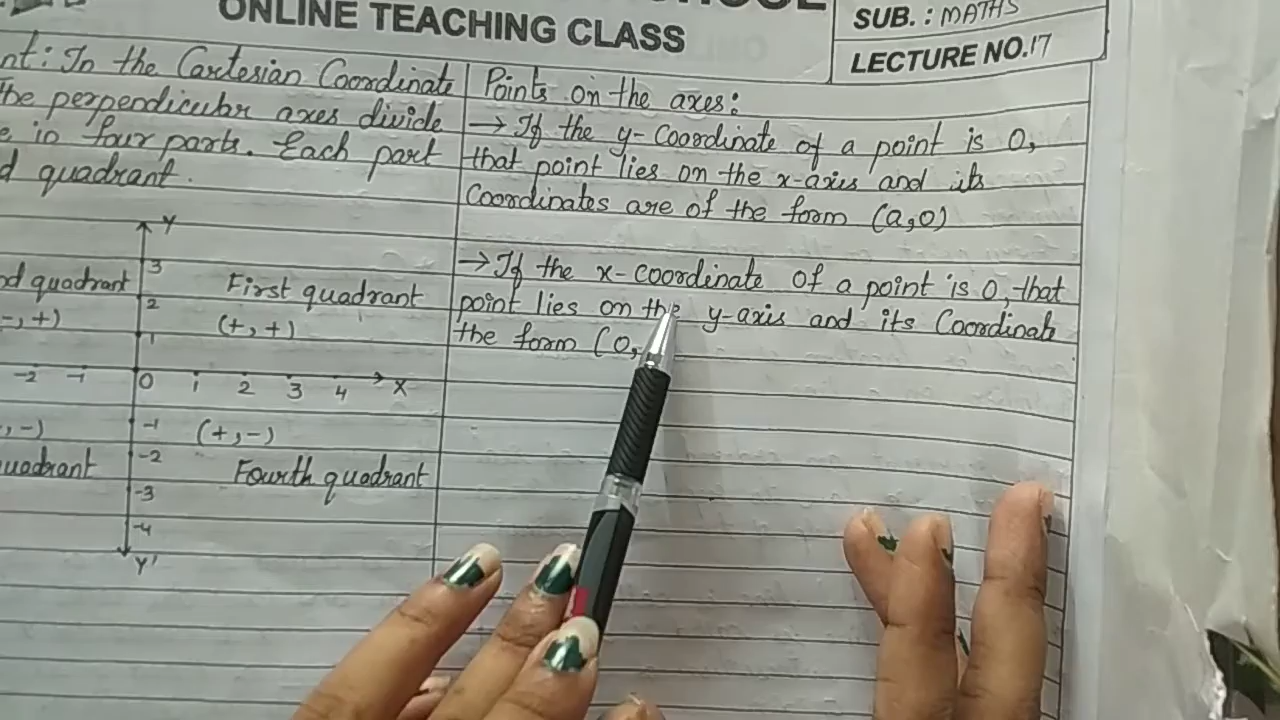 ONLINE TEACHING CLASS
SUB. : MATHS
LECTURE NO.17
nt: In the Cartesian Coordinate
the perpendicular axes divide
e in four parts. Each part
d quadrant.
Y
3
nd quadrant
First quadrant
2
-, +)
(+, +)
1
-2 -1 0 1 2 3 4 X
-1
, -)
(+, -)
-2
uadrant
Fourth quadrant
-3
-4
Y'
Points on the axes:
→ If the y-coordinate of a point is 0,
that point lies on the x-axis and its
Coordinates are of the form (a,0)
→ If the x-coordinate of a point is 0, that
point lies on the y-axis and its Coordinate
the form (0,